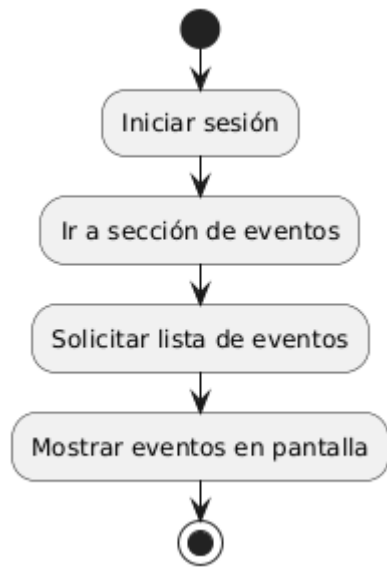 Iniciar sesión
Ir a sección de eventos
Solicitar lista de eventos
Mostrar eventos en pantalla